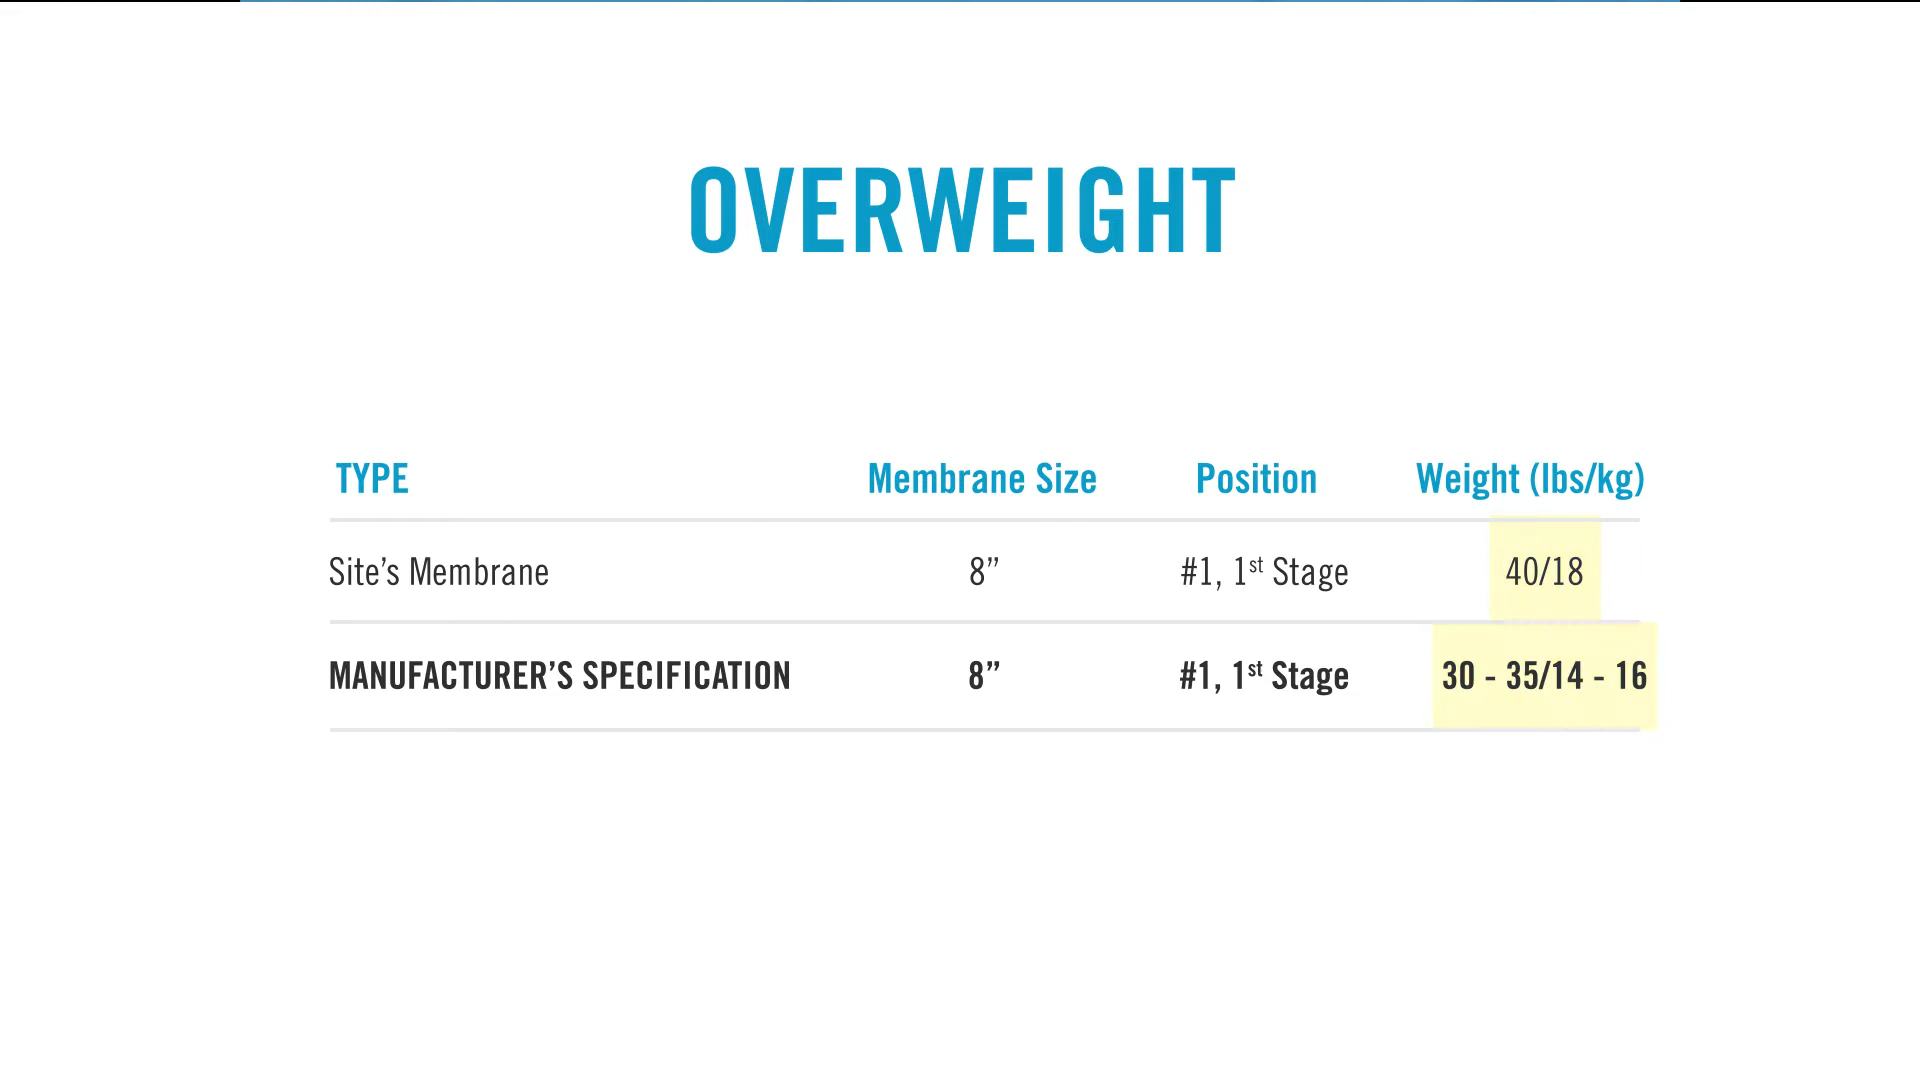 OVERWEIGHT
TYPE Membrane Size Position Weight (lbs/kg)
Site’s Membrane 8” #1, 1st Stage 40/18
MANUFACTURER’S SPECIFICATION 8” #1, 1st Stage 30 - 35/14 - 16